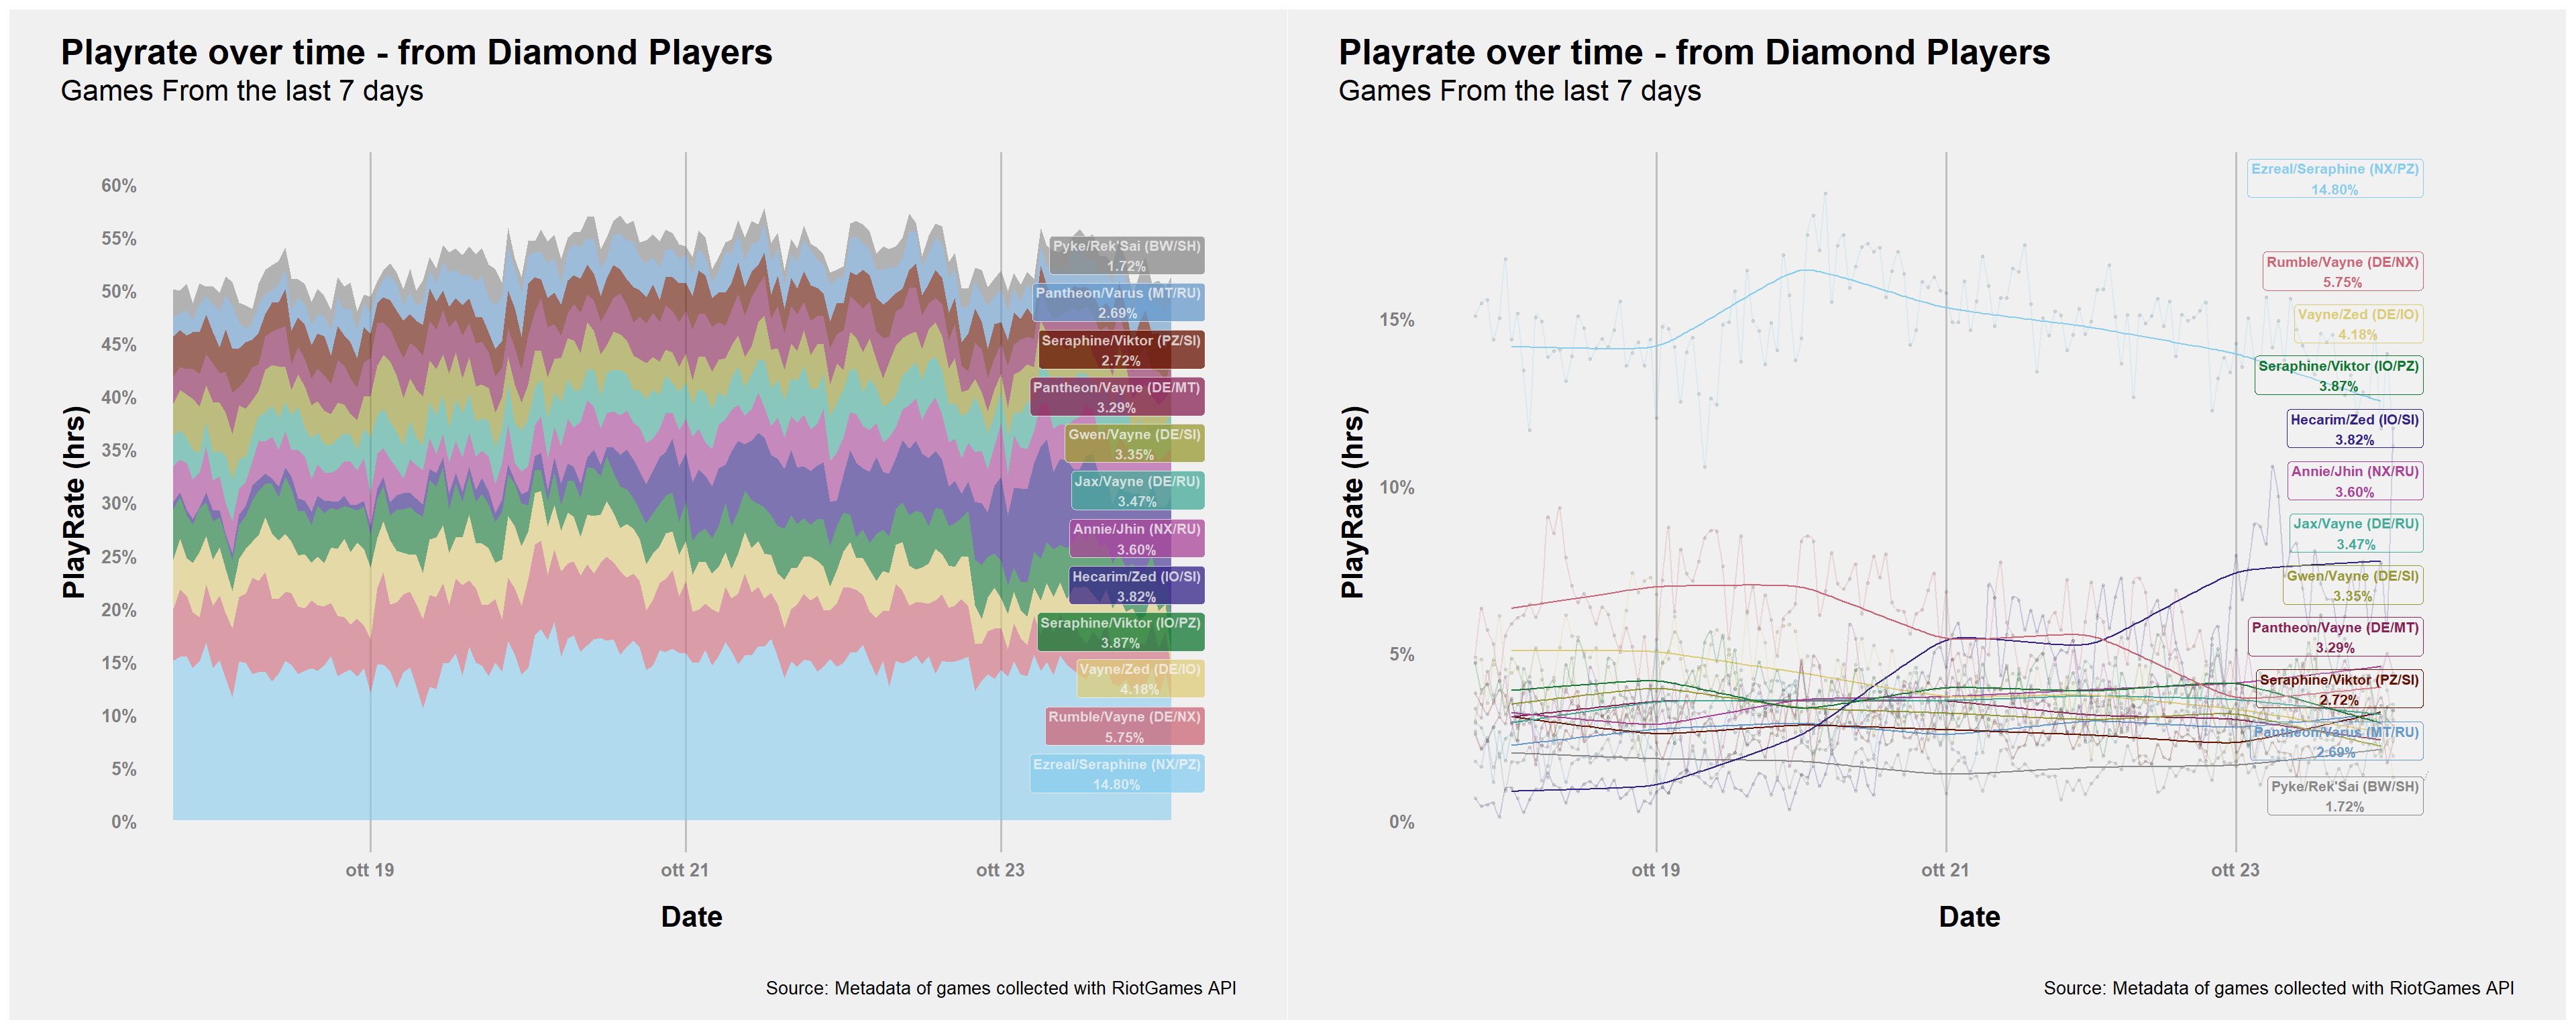 Playrate over time - from Diamond Players
Games From the last 7 days
PlayRate (hrs)
60%
55%
50%
45%
40%
35%
30%
25%
20%
15%
10%
5%
0%
Pyke/Rek'Sai (BW/SH)
1.72%
Pantheon/Varus (MT/RU)
2.69%
Seraphine/Viktor (PZ/SI)
2.72%
Pantheon/Vayne (DE/MT)
3.29%
Gwen/Vayne (DE/SI)
3.35%
Jax/Vayne (DE/RU)
3.47%
Annie/Jhin (NX/RU)
3.60%
Hecarim/Zed (IO/SI)
3.82%
Seraphine/Viktor (IO/PZ)
3.87%
Vayne/Zed (DE/IO)
4.18%
Rumble/Vayne (DE/NX)
5.75%
Ezreal/Seraphine (NX/PZ)
14.80%
ott 19
ott 21
ott 23
Date
Source: Metadata of games collected with RiotGames API
Playrate over time - from Diamond Players
Games From the last 7 days
PlayRate (hrs)
15%
10%
5%
0%
Ezreal/Seraphine (NX/PZ)
14.80%
Rumble/Vayne (DE/NX)
5.75%
Vayne/Zed (DE/IO)
4.18%
Seraphine/Viktor (IO/PZ)
3.87%
Hecarim/Zed (IO/SI)
3.82%
Annie/Jhin (NX/RU)
3.60%
Jax/Vayne (DE/RU)
3.47%
Gwen/Vayne (DE/SI)
3.35%
Pantheon/Vayne (DE/MT)
3.29%
Seraphine/Viktor (PZ/SI)
2.72%
Pantheon/Varus (MT/RU)
2.69%
Pyke/Rek'Sai (BW/SH)
1.72%
ott 19
ott 21
ott 23
Date
Source: Metadata of games collected with RiotGames API